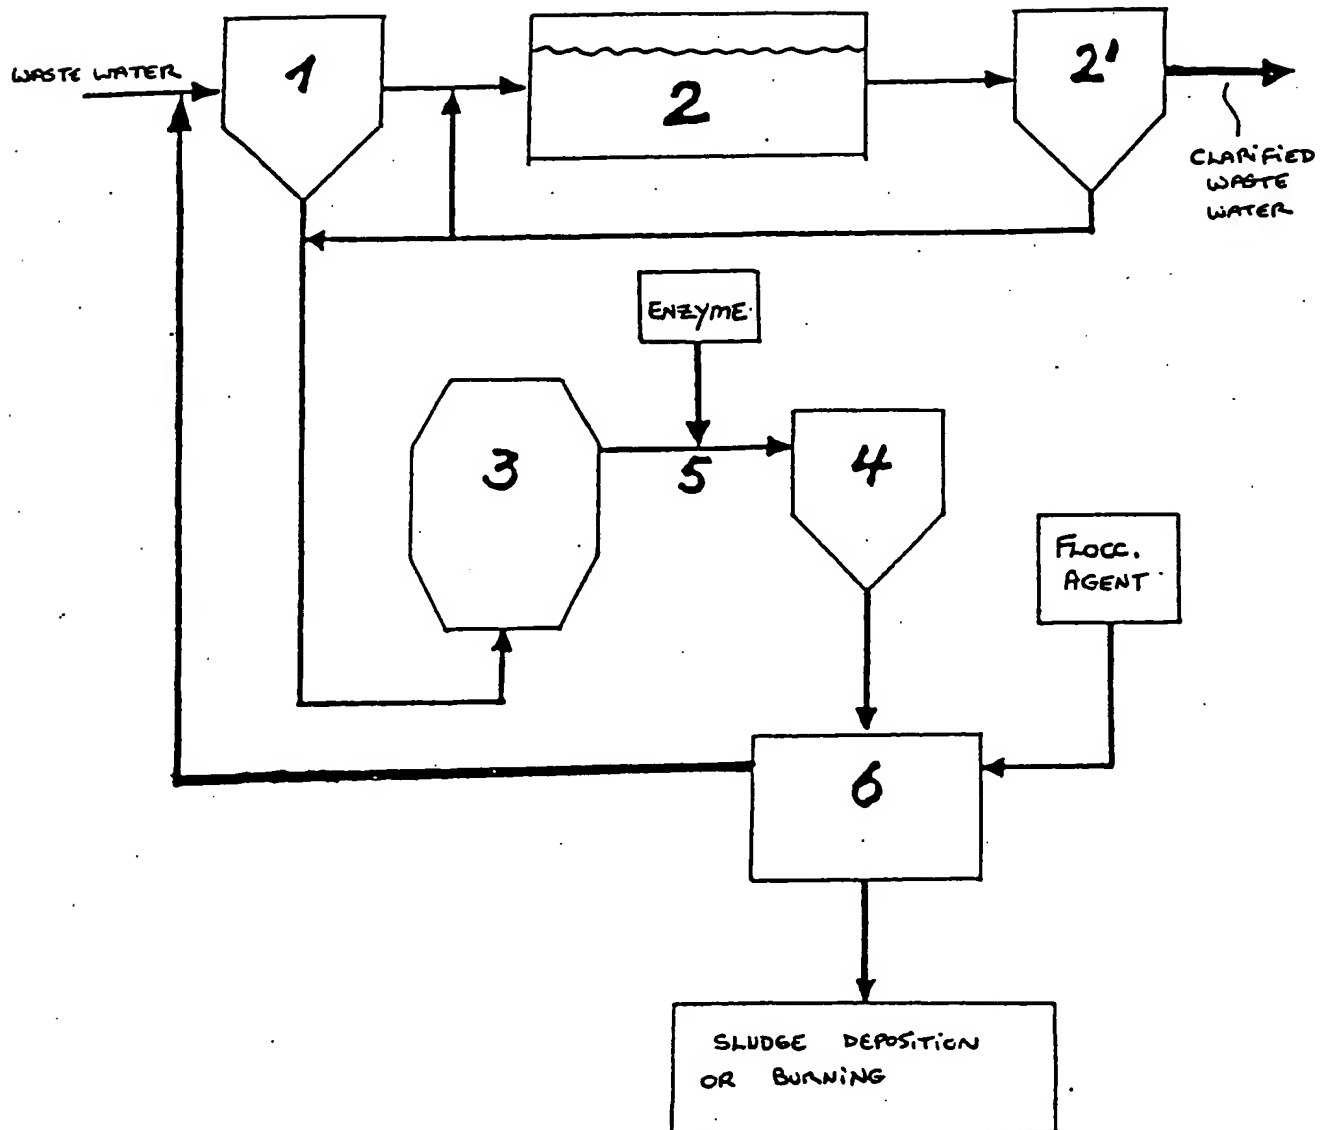 WASTE WATER
1
2
2'
CLARIFIED
WASTE
WATER
ENZYME
3
5
4
FLOCC.
AGENT
6
SLUDGE DEPOSITION
OR BURNING